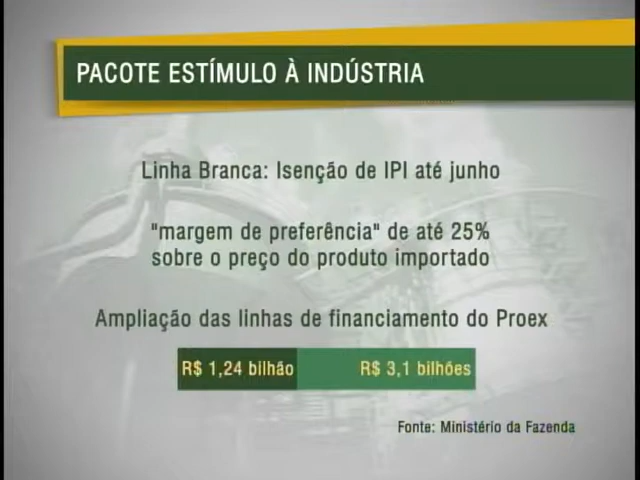 PACOTE ESTÍMULO À INDÚSTRIA
Linha Branca: Isenção de IPI até junho
"margem de preferência" de até 25%
sobre o preço do produto importado
Ampliação das linhas de financiamento do Proex
R$ 1,24 bilhão R$ 3,1 bilhões
Fonte: Ministério da Fazenda